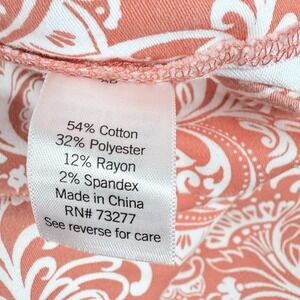 54% Cotton
32% Polyester
12% Rayon
2% Spandex
Made in China
RN# 73277
See reverse for care